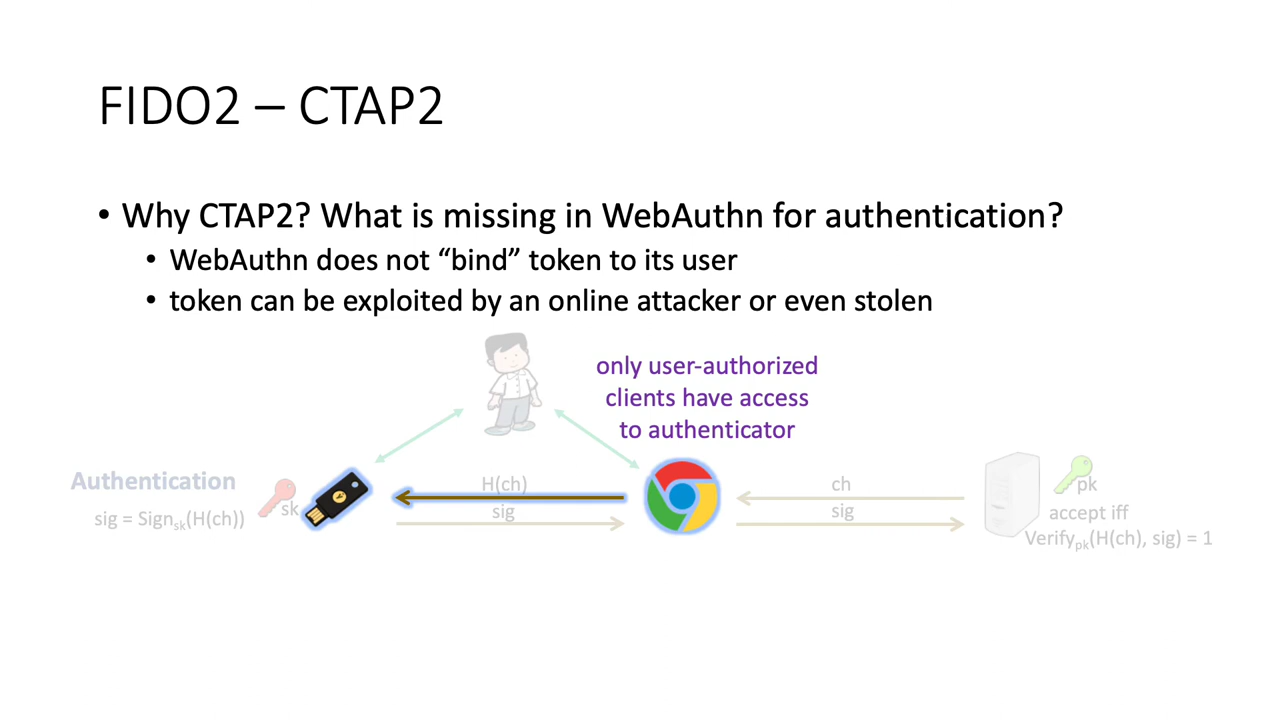 FIDO2 – CTAP2
• Why CTAP2? What is missing in WebAuthn for authentication?
• WebAuthn does not “bind” token to its user
• token can be exploited by an online attacker or even stolen
only user-authorized
clients have access
to authenticator
Authentication
sk
sig = Signsk(H(ch))
H(ch)
sig
ch
sig
pk
accept iff
Verifypk(H(ch), sig) = 1